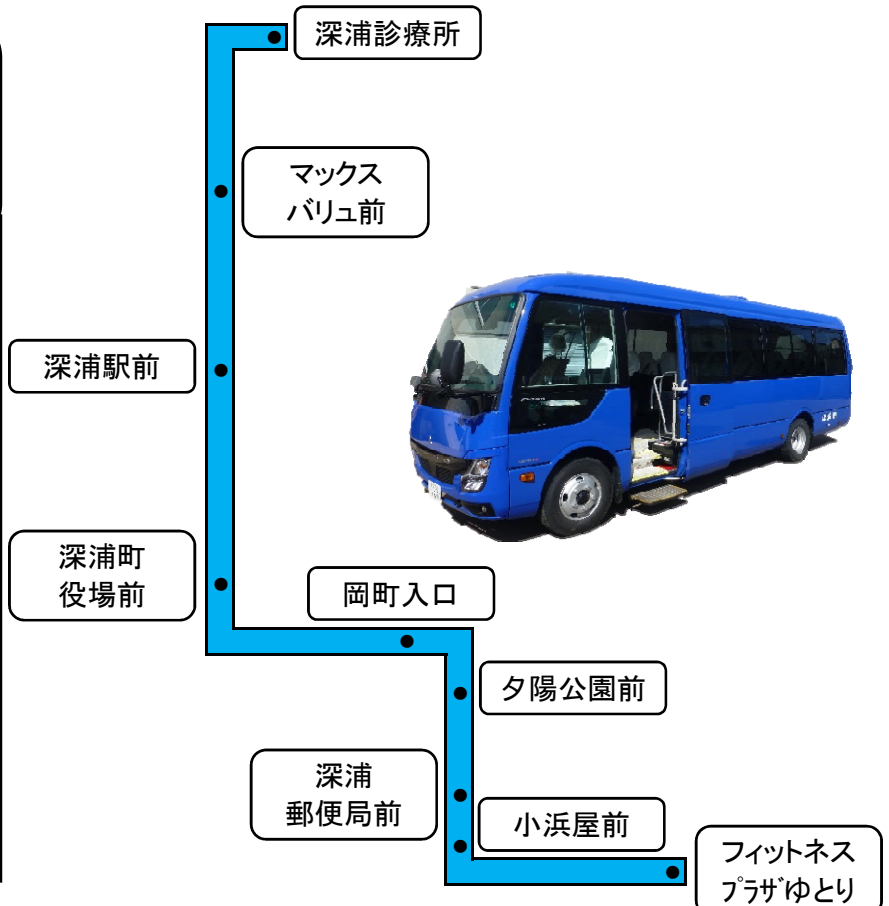 深浦診療所
マックス
バリュ前
深浦駅前
深浦町
役場前
岡町入口
夕陽公園前
深浦
郵便局前
小浜屋前
フィットネス
プラザゆとり